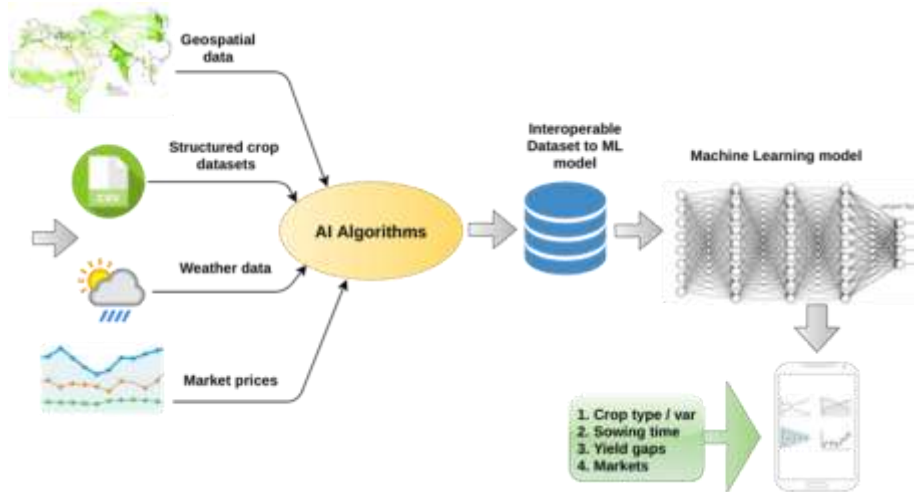 Geospatial
data
Structured crop
datasets
CSV
Weather data
Market prices
AI Algorithms
Interoperable
Dataset to ML
model
Machine Learning model
1. Crop type / var
2. Sowing time
3. Yield gaps
4. Markets